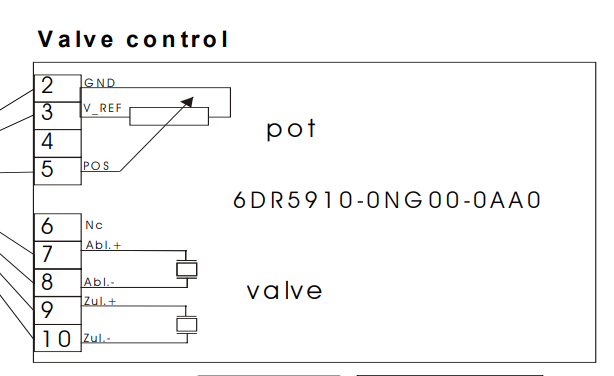 Valve control
2 GND
3 V_REF
pot
4
5 POS
6DR5910-0NG00-0AA0
6 Nc
7 Abl.+
8 Abl.-
valve
9 Zul.+
10 Zul.-